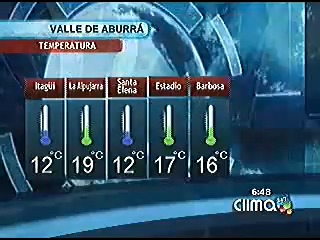 VALLE DE ABURRÁ
TEMPERATURA
Itagüí La Alpujarra Santa Elena Estadio Barbosa
12°C 19°C 12°C 17°C 16°C
6:48
clima